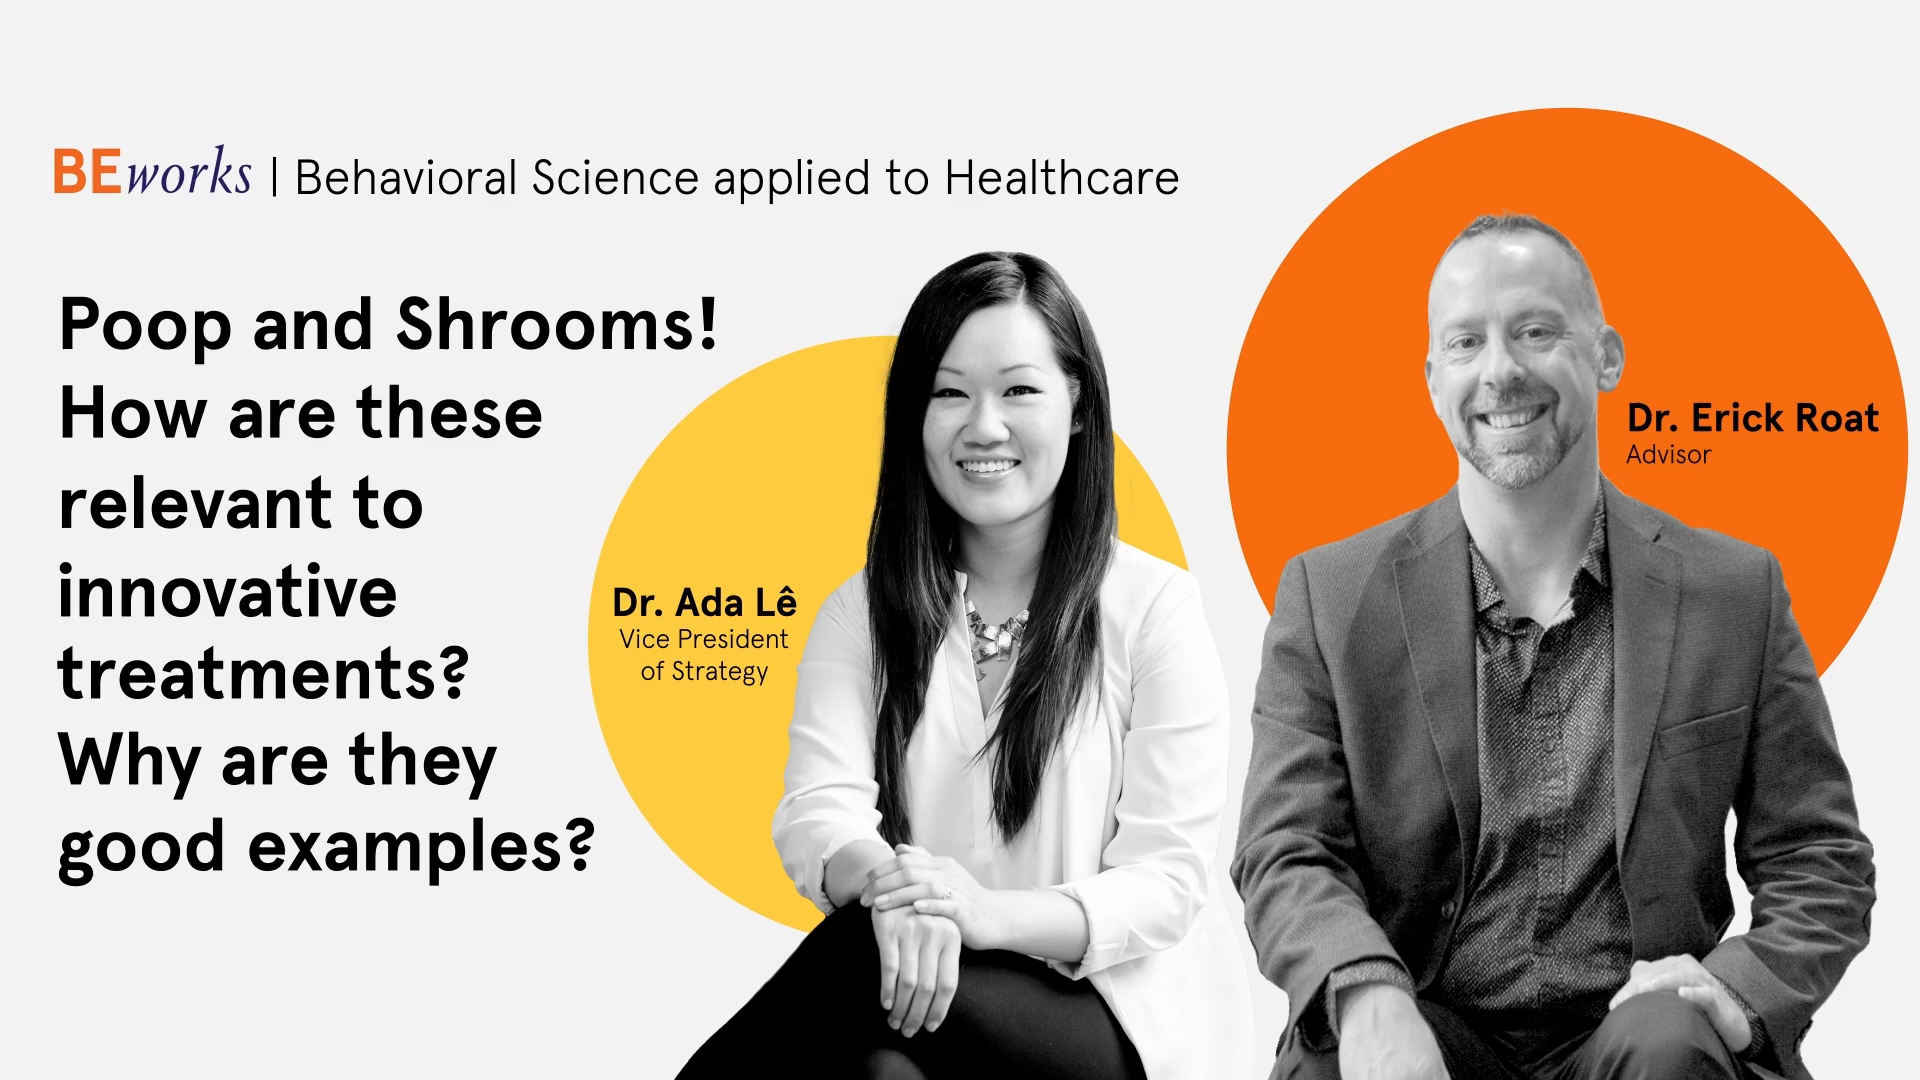 BEworks | Behavioral Science applied to Healthcare
Poop and Shrooms!
How are these
relevant to
innovative
treatments?
Why are they
good examples?
Dr. Ada Lê
Vice President
of Strategy
Dr. Erick Roat
Advisor